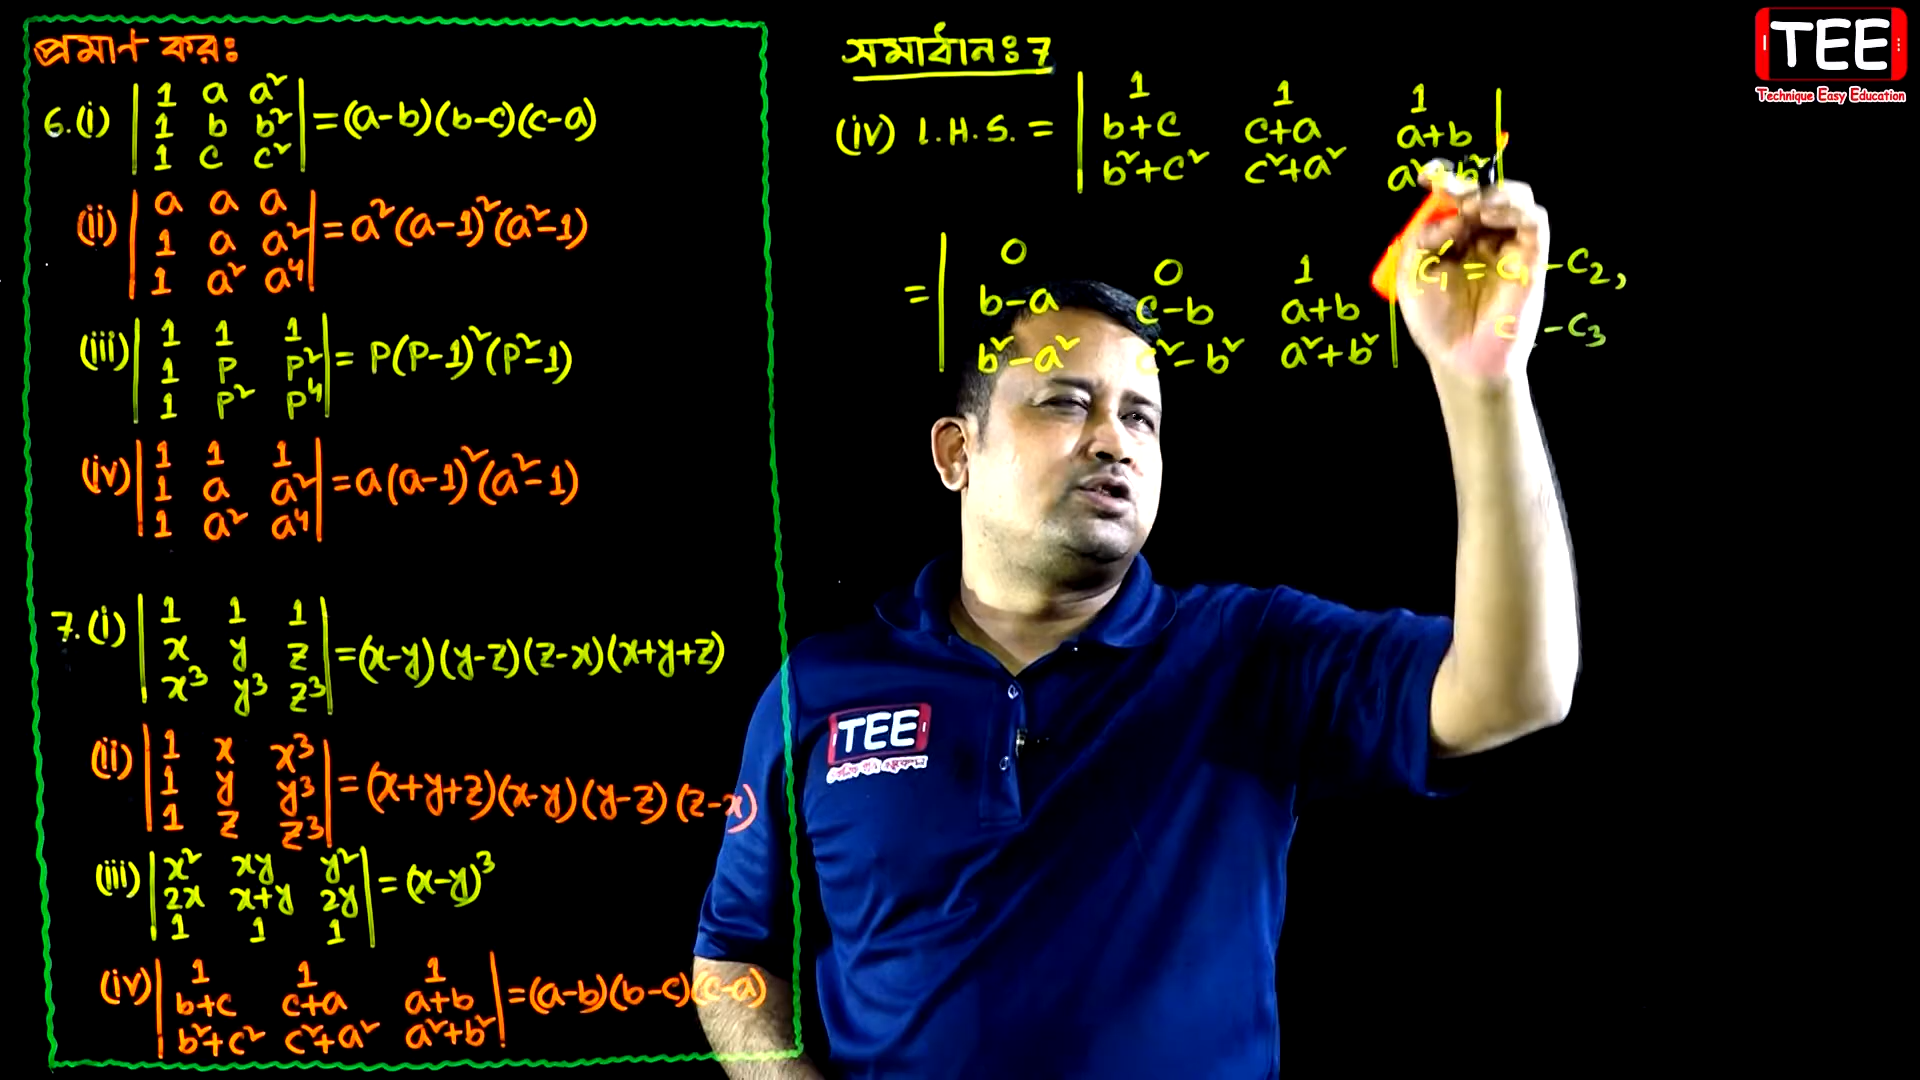 প্রমাণ করঃ
6.(i) | 1 a a² |
| 1 b b² | = (a-b)(b-c)(c-a)
| 1 c c² |
(ii) | a a a |
| 1 a a² | = a²(a-1)²(a²-1)
| 1 a² a⁴ |
(iii) | 1 1 1 |
| 1 P P² | = P(P-1)²(P²-1)
| 1 P² P⁴ |
(iv) | 1 1 1 |
| 1 a a² | = a(a-1)²(a²-1)
| 1 a² a⁴ |
7.(i) | 1 1 1 |
| x y z | = (x-y)(y-z)(z-x)(x+y+z)
| x³ y³ z³ |
(ii) | 1 x x³ |
| 1 y y³ | = (x+y+z)(x-y)(y-z)(z-x)
| 1 z z³ |
(iii) | x² xy y² |
| 2x x+y 2y | = (x-y)³
| 1 1 1 |
(iv) | 1 1 1 |
| b+c c+a a+b | = (a-b)(b-c)(c-a)
| b²+c² c²+a² a²+b² |
সমাধানঃ 7
(iv) L.H.S. = | 1 1 1 |
| b+c c+a a+b |
| b²+c² c²+a² a²+b² |
= | 0 0 1 | [C₁′ = C₁ - C₂,
| b-a c-b a+b | - C₃
| b²-a² c²-b² a²+b² |
TEE
Technique Easy Education
TEE